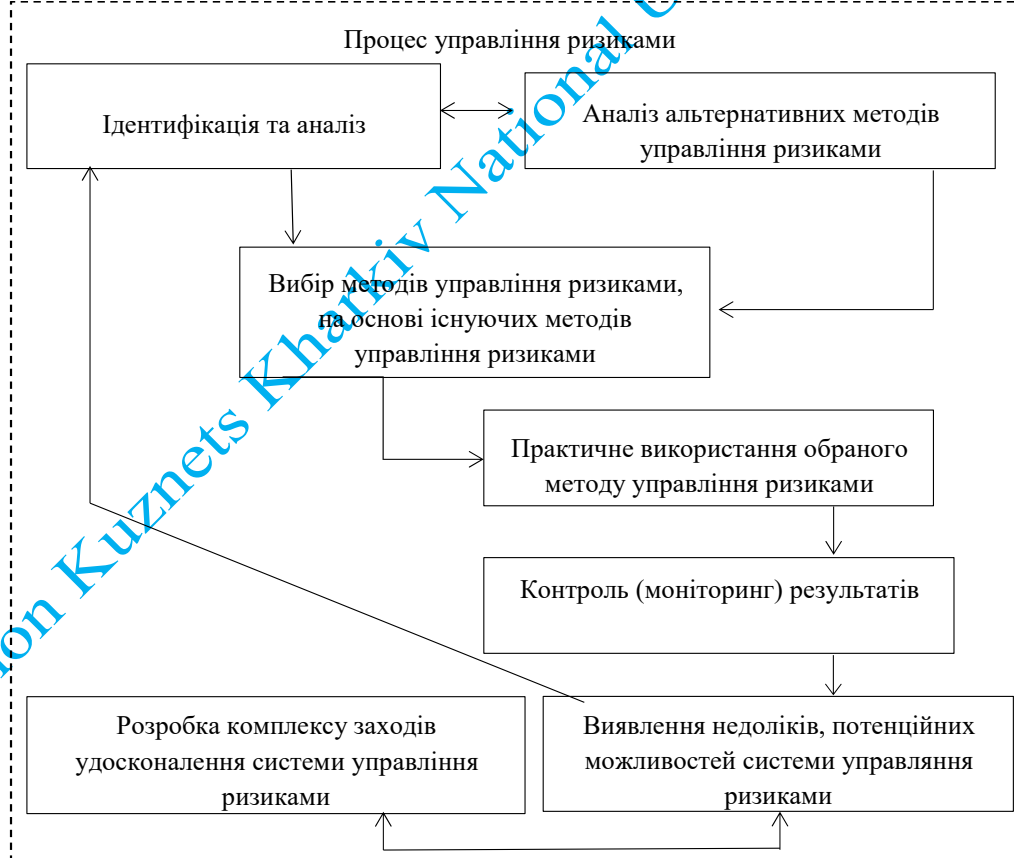 Процес управління ризиками
Ідентифікація та аналіз
Аналіз альтернативних методів
управління ризиками
Вибір методів управління ризиками,
на основі існуючих методів
управління ризиками
Практичне використання обраного
методу управління ризиками
Контроль (моніторинг) результатів
Розробка комплексу заходів
удосконалення системи управління
ризиками
Виявлення недоліків, потенційних
можливостей системи управляння
ризиками
Kuznets Kharkiv National